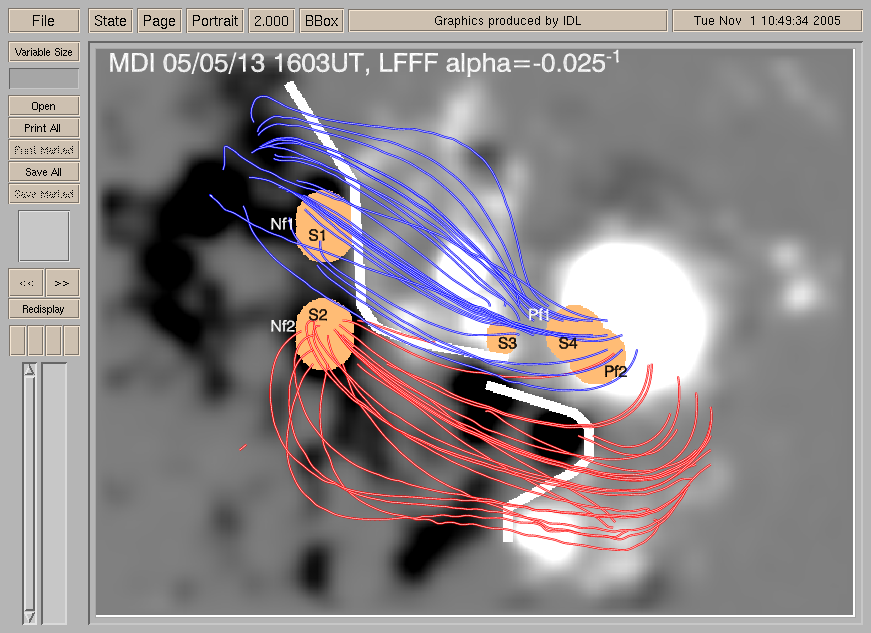 File
State
Page
Portrait
2.000
BBox
Graphics produced by IDL
Tue Nov 1 10:49:34 2005
Variable Size
Open
Print All
Print Marked
Save All
Save Marked
<<
>>
Redisplay
MDI 05/05/13 1603UT, LFFF alpha=-0.025⁻¹
Nf1
S1
S2
Nf2
Pf1
S3
S4
Pf2